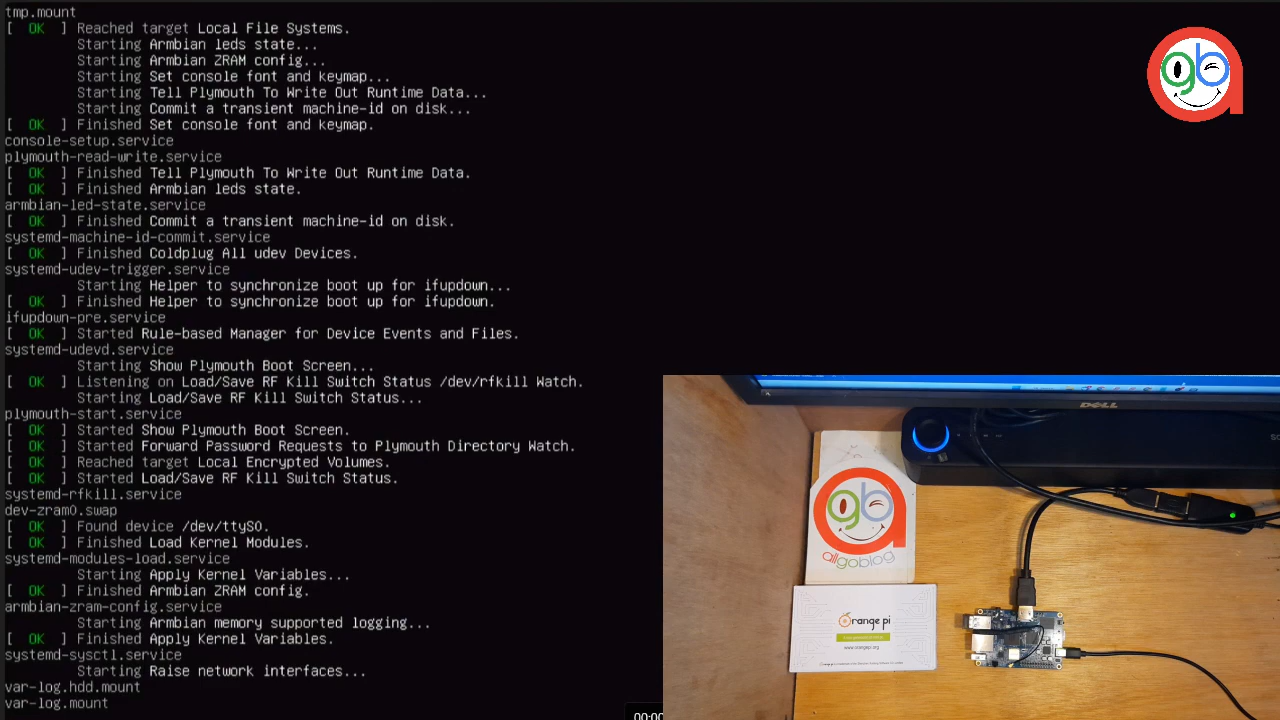 tmp.mount
[  OK  ] Reached target Local File Systems.
Starting Armbian leds state...
Starting Armbian ZRAM config...
Starting Set console font and keymap...
Starting Tell Plymouth To Write Out Runtime Data...
Starting Commit a transient machine-id on disk...
[  OK  ] Finished Set console font and keymap.
console-setup.service
plymouth-read-write.service
[  OK  ] Finished Tell Plymouth To Write Out Runtime Data.
[  OK  ] Finished Armbian leds state.
armbian-led-state.service
[  OK  ] Finished Commit a transient machine-id on disk.
systemd-machine-id-commit.service
[  OK  ] Finished Coldplug All udev Devices.
systemd-udev-trigger.service
Starting Helper to synchronize boot up for ifupdown...
[  OK  ] Finished Helper to synchronize boot up for ifupdown.
ifupdown-pre.service
[  OK  ] Started Rule-based Manager for Device Events and Files.
systemd-udevd.service
Starting Show Plymouth Boot Screen...
[  OK  ] Listening on Load/Save RF Kill Switch Status /dev/rfkill Watch.
Starting Load/Save RF Kill Switch Status...
plymouth-start.service
[  OK  ] Started Show Plymouth Boot Screen.
[  OK  ] Started Forward Password Requests to Plymouth Directory Watch.
[  OK  ] Reached target Local Encrypted Volumes.
[  OK  ] Started Load/Save RF Kill Switch Status.
systemd-rfkill.service
dev-zram0.swap
[  OK  ] Found device /dev/ttyS0.
[  OK  ] Finished Load Kernel Modules.
systemd-modules-load.service
Starting Apply Kernel Variables...
[  OK  ] Finished Armbian ZRAM config.
armbian-zram-config.service
Starting Armbian memory supported logging...
[  OK  ] Finished Apply Kernel Variables.
systemd-sysctl.service
Starting Raise network interfaces...
var-log.hdd.mount
var-log.mount
gb
DELL
gb
allgoblog
Orange pi
www.orangepi.org